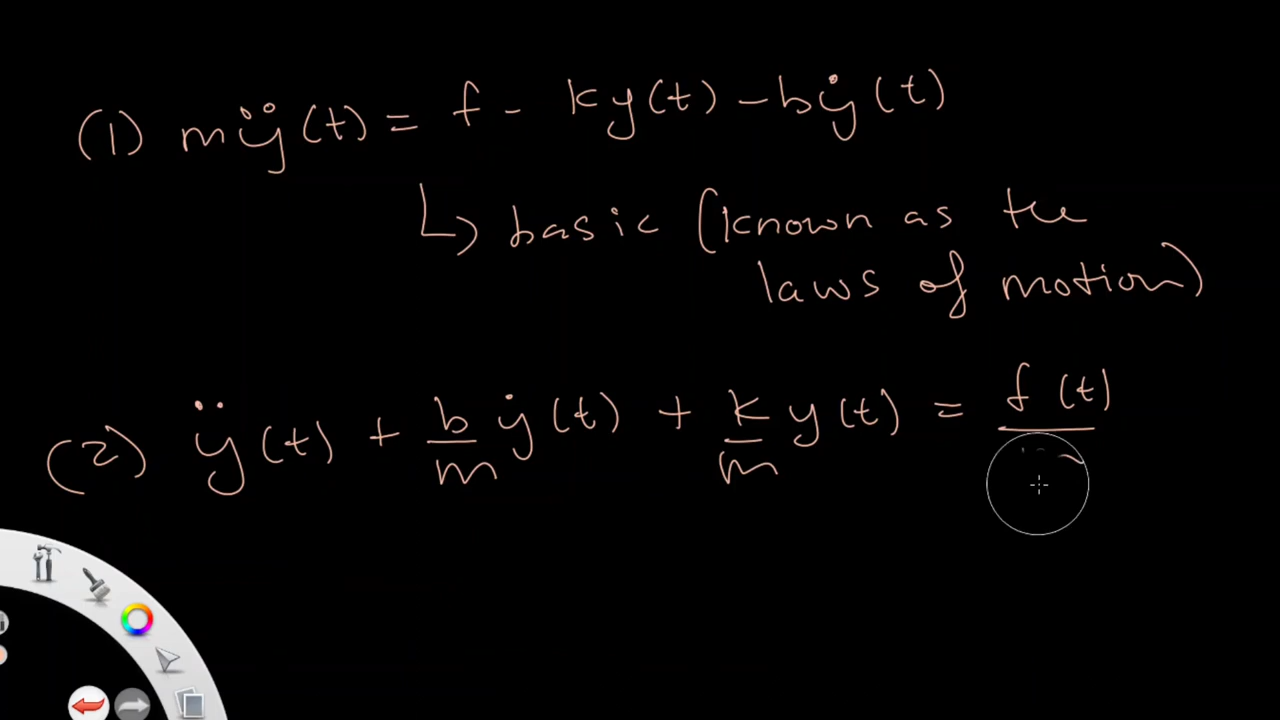 (1) mÿ(t) = f - ky(t) - bẏ(t)
↳ basic (known as the
laws of motion)
(2) ÿ(t) + b/m ẏ(t) + k/m y(t) = f(t)